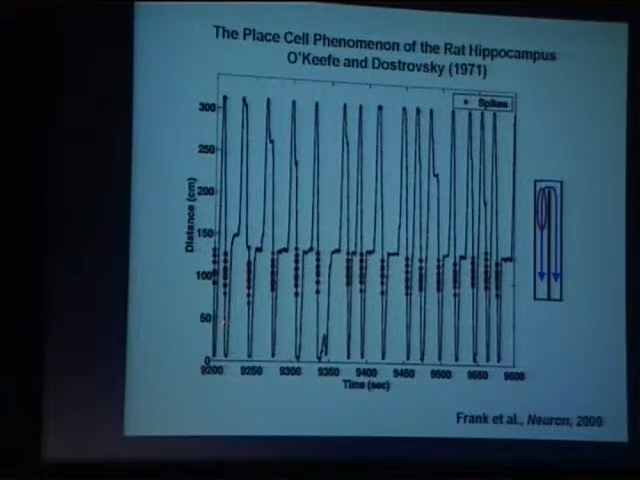 The Place Cell Phenomenon of the Rat Hippocampus
O'Keefe and Dostrovsky (1971)
Spikes
300
250
200
150
100
50
0
Distance (cm)
9200 9250 9300 9350 9400 9450 9500 9550 9600
Time (sec)
Frank et al., Neuron, 2000